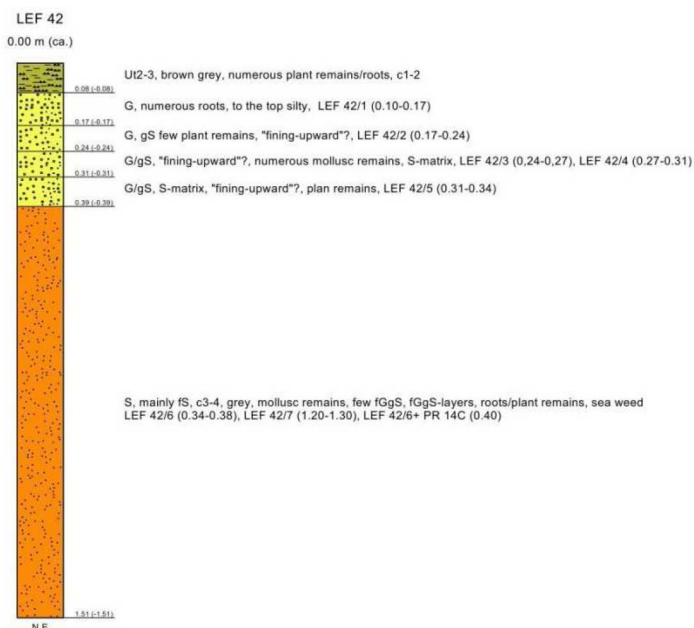 LEF 42
0.00 m (ca.)
Ut2-3, brown grey, numerous plant remains/roots, c1-2
0.08 (-0.08)
G, numerous roots, to the top silty, LEF 42/1 (0.10-0.17)
0.17 (-0.17)
G, gS few plant remains, "fining-upward"?, LEF 42/2 (0.17-0.24)
0.24 (-0.24)
G/gS, "fining-upward"?, numerous mollusc remains, S-matrix, LEF 42/3 (0,24-0,27), LEF 42/4 (0.27-0.31)
0.31 (-0.31)
G/gS, S-matrix, "fining-upward"?, plan remains, LEF 42/5 (0.31-0.34)
0.39 (-0.39)
S, mainly fS, c3-4, grey, mollusc remains, few fGgS, fGgS-layers, roots/plant remains, sea weed
LEF 42/6 (0.34-0.38), LEF 42/7 (1.20-1.30), LEF 42/6+ PR 14C (0.40)
1.51 (-1.51)